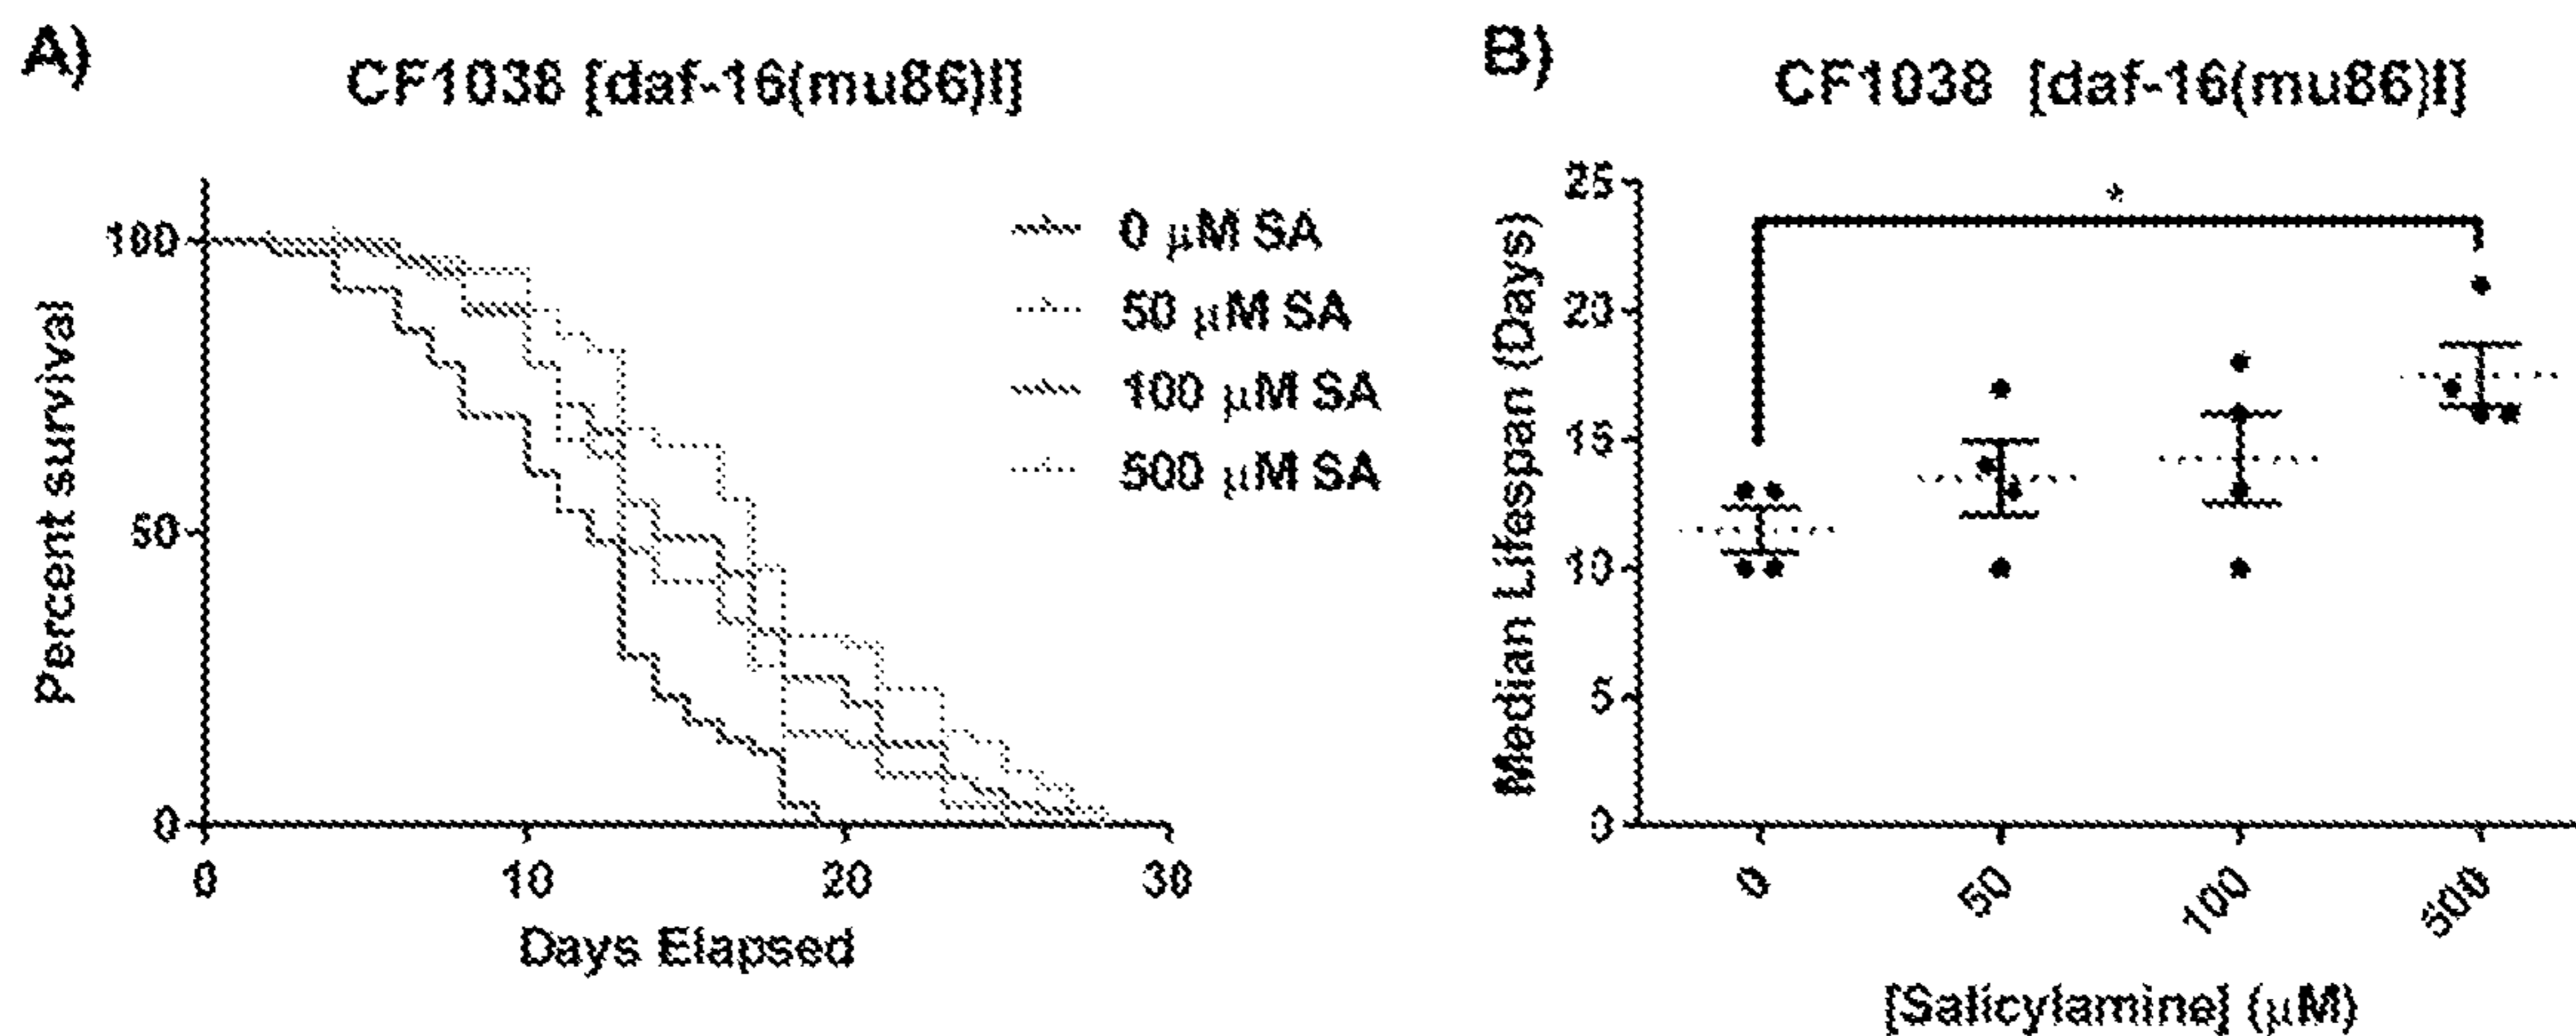 A)
CF1038 [daf-16(mu86)I]
Percent survival
100
50
0
0 10 20 30
Days Elapsed
0 μM SA
50 μM SA
100 μM SA
500 μM SA
B)
CF1038 [daf-16(mu86)I]
*
Median Lifespan (Days)
25
20
15
10
5
0
0 50 100 500
[Salicylamine] (μM)